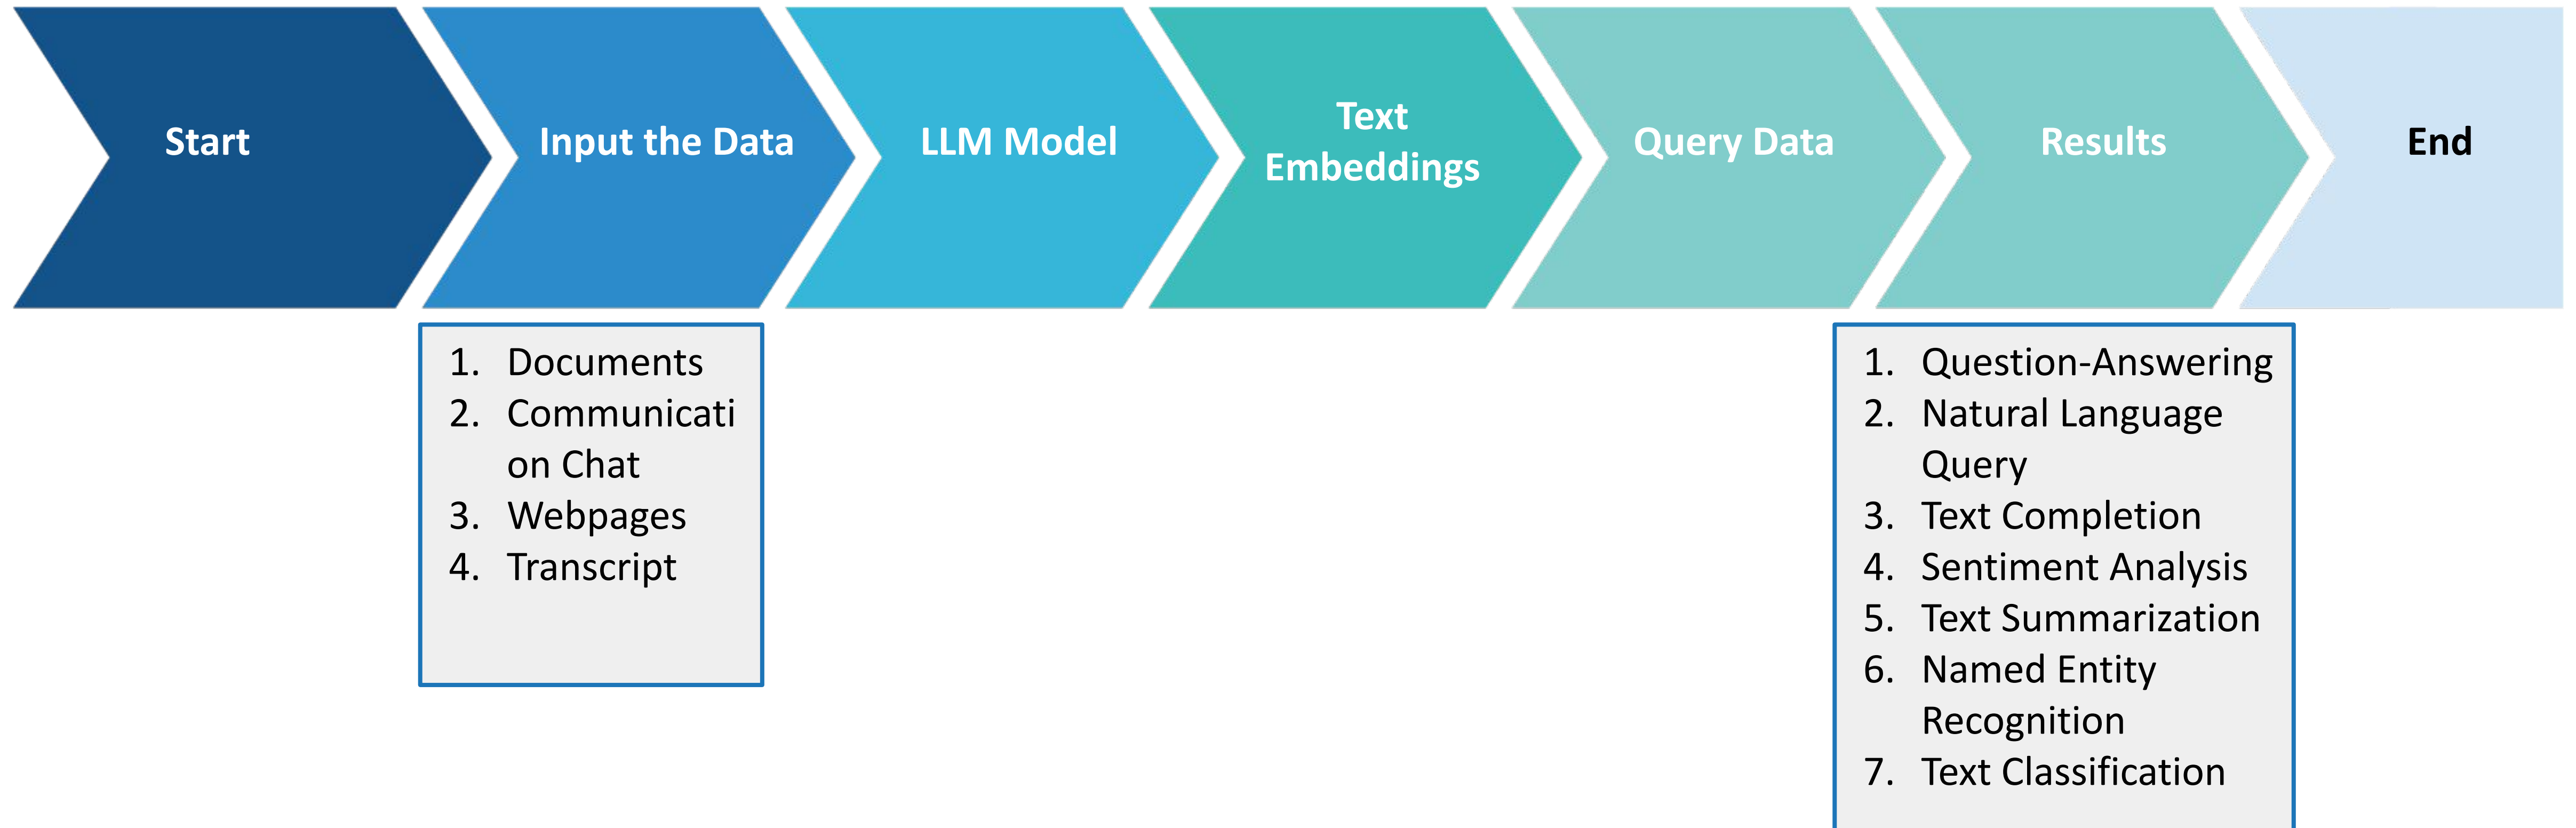 Start
Input the Data
LLM Model
Text
Embeddings
Query Data
Results
End
1. Documents
2. Communicati
on Chat
3. Webpages
4. Transcript
1. Question-Answering
2. Natural Language
Query
3. Text Completion
4. Sentiment Analysis
5. Text Summarization
6. Named Entity
Recognition
7. Text Classification